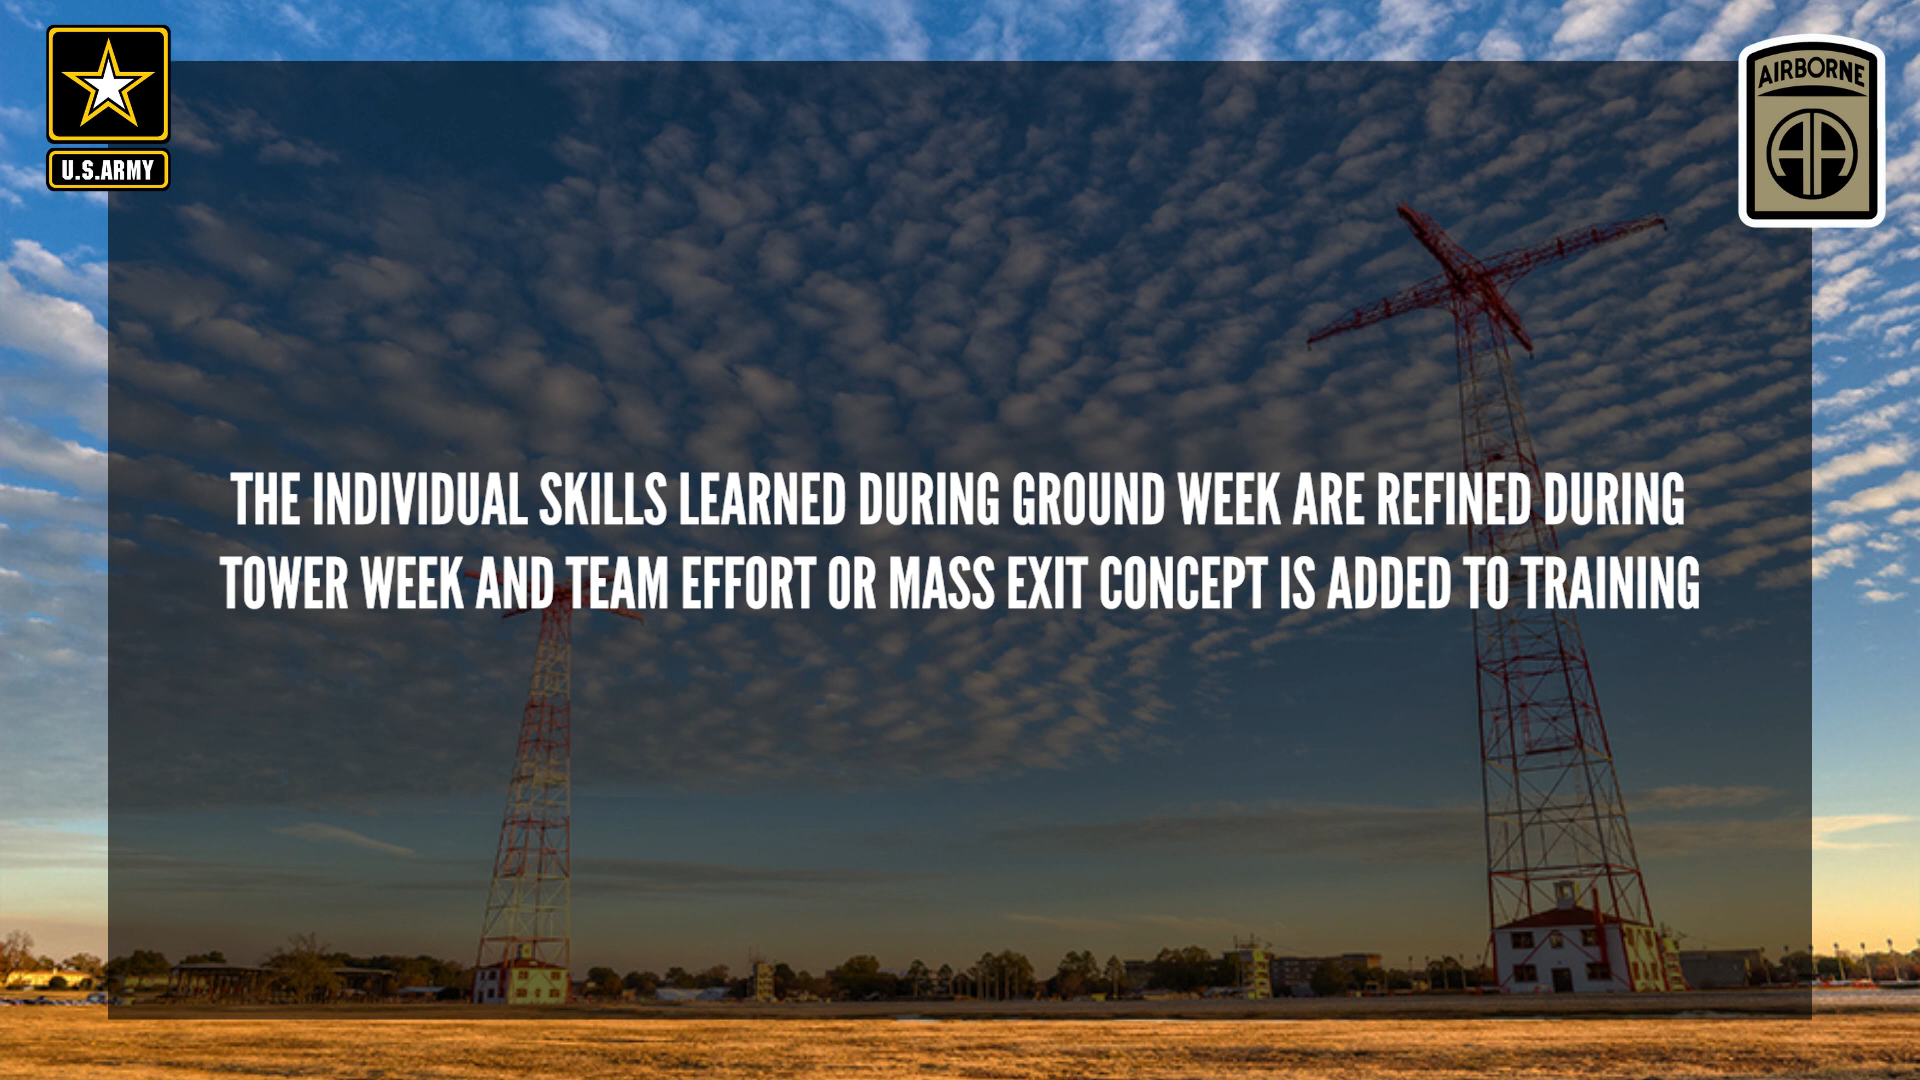 U.S.ARMY
AIRBORNE
AA
THE INDIVIDUAL SKILLS LEARNED DURING GROUND WEEK ARE REFINED DURING
TOWER WEEK AND TEAM EFFORT OR MASS EXIT CONCEPT IS ADDED TO TRAINING